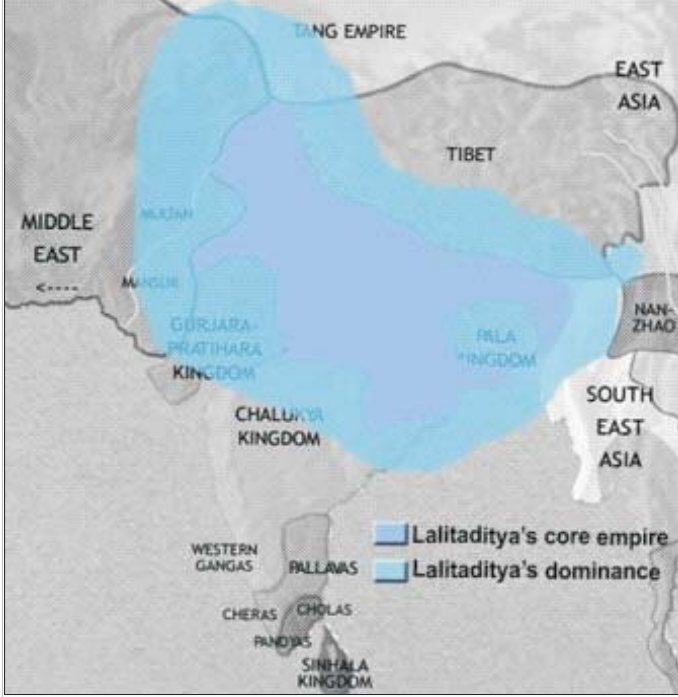 TANG EMPIRE
EAST
ASIA
TIBET
MIDDLE
EAST
<----
MULTAN
MANSUR
GURJARA-
PRATIHARA
KINGDOM
PALA
KINGDOM
NAN-
ZHAO
CHALUKYA
KINGDOM
SOUTH
EAST
ASIA
Lalitaditya's core empire
Lalitaditya's dominance
WESTERN
GANGAS
PALLAVAS
CHERAS
CHOLAS
PANDYAS
SINHALA
KINGDOM